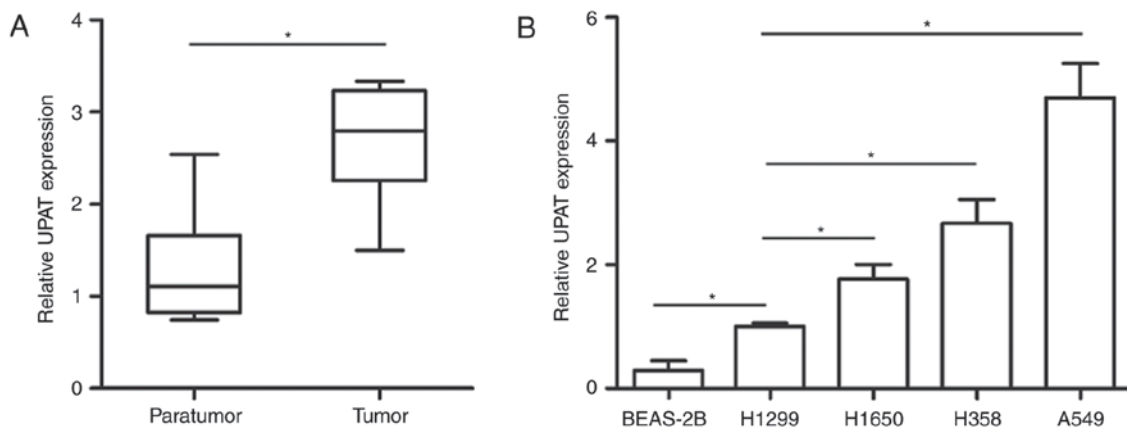 A
Relative UPAT expression
4
3
2
1
0
*
Paratumor Tumor
B
Relative UPAT expression
6
4
2
0
*
*
*
*
BEAS-2B H1299 H1650 H358 A549